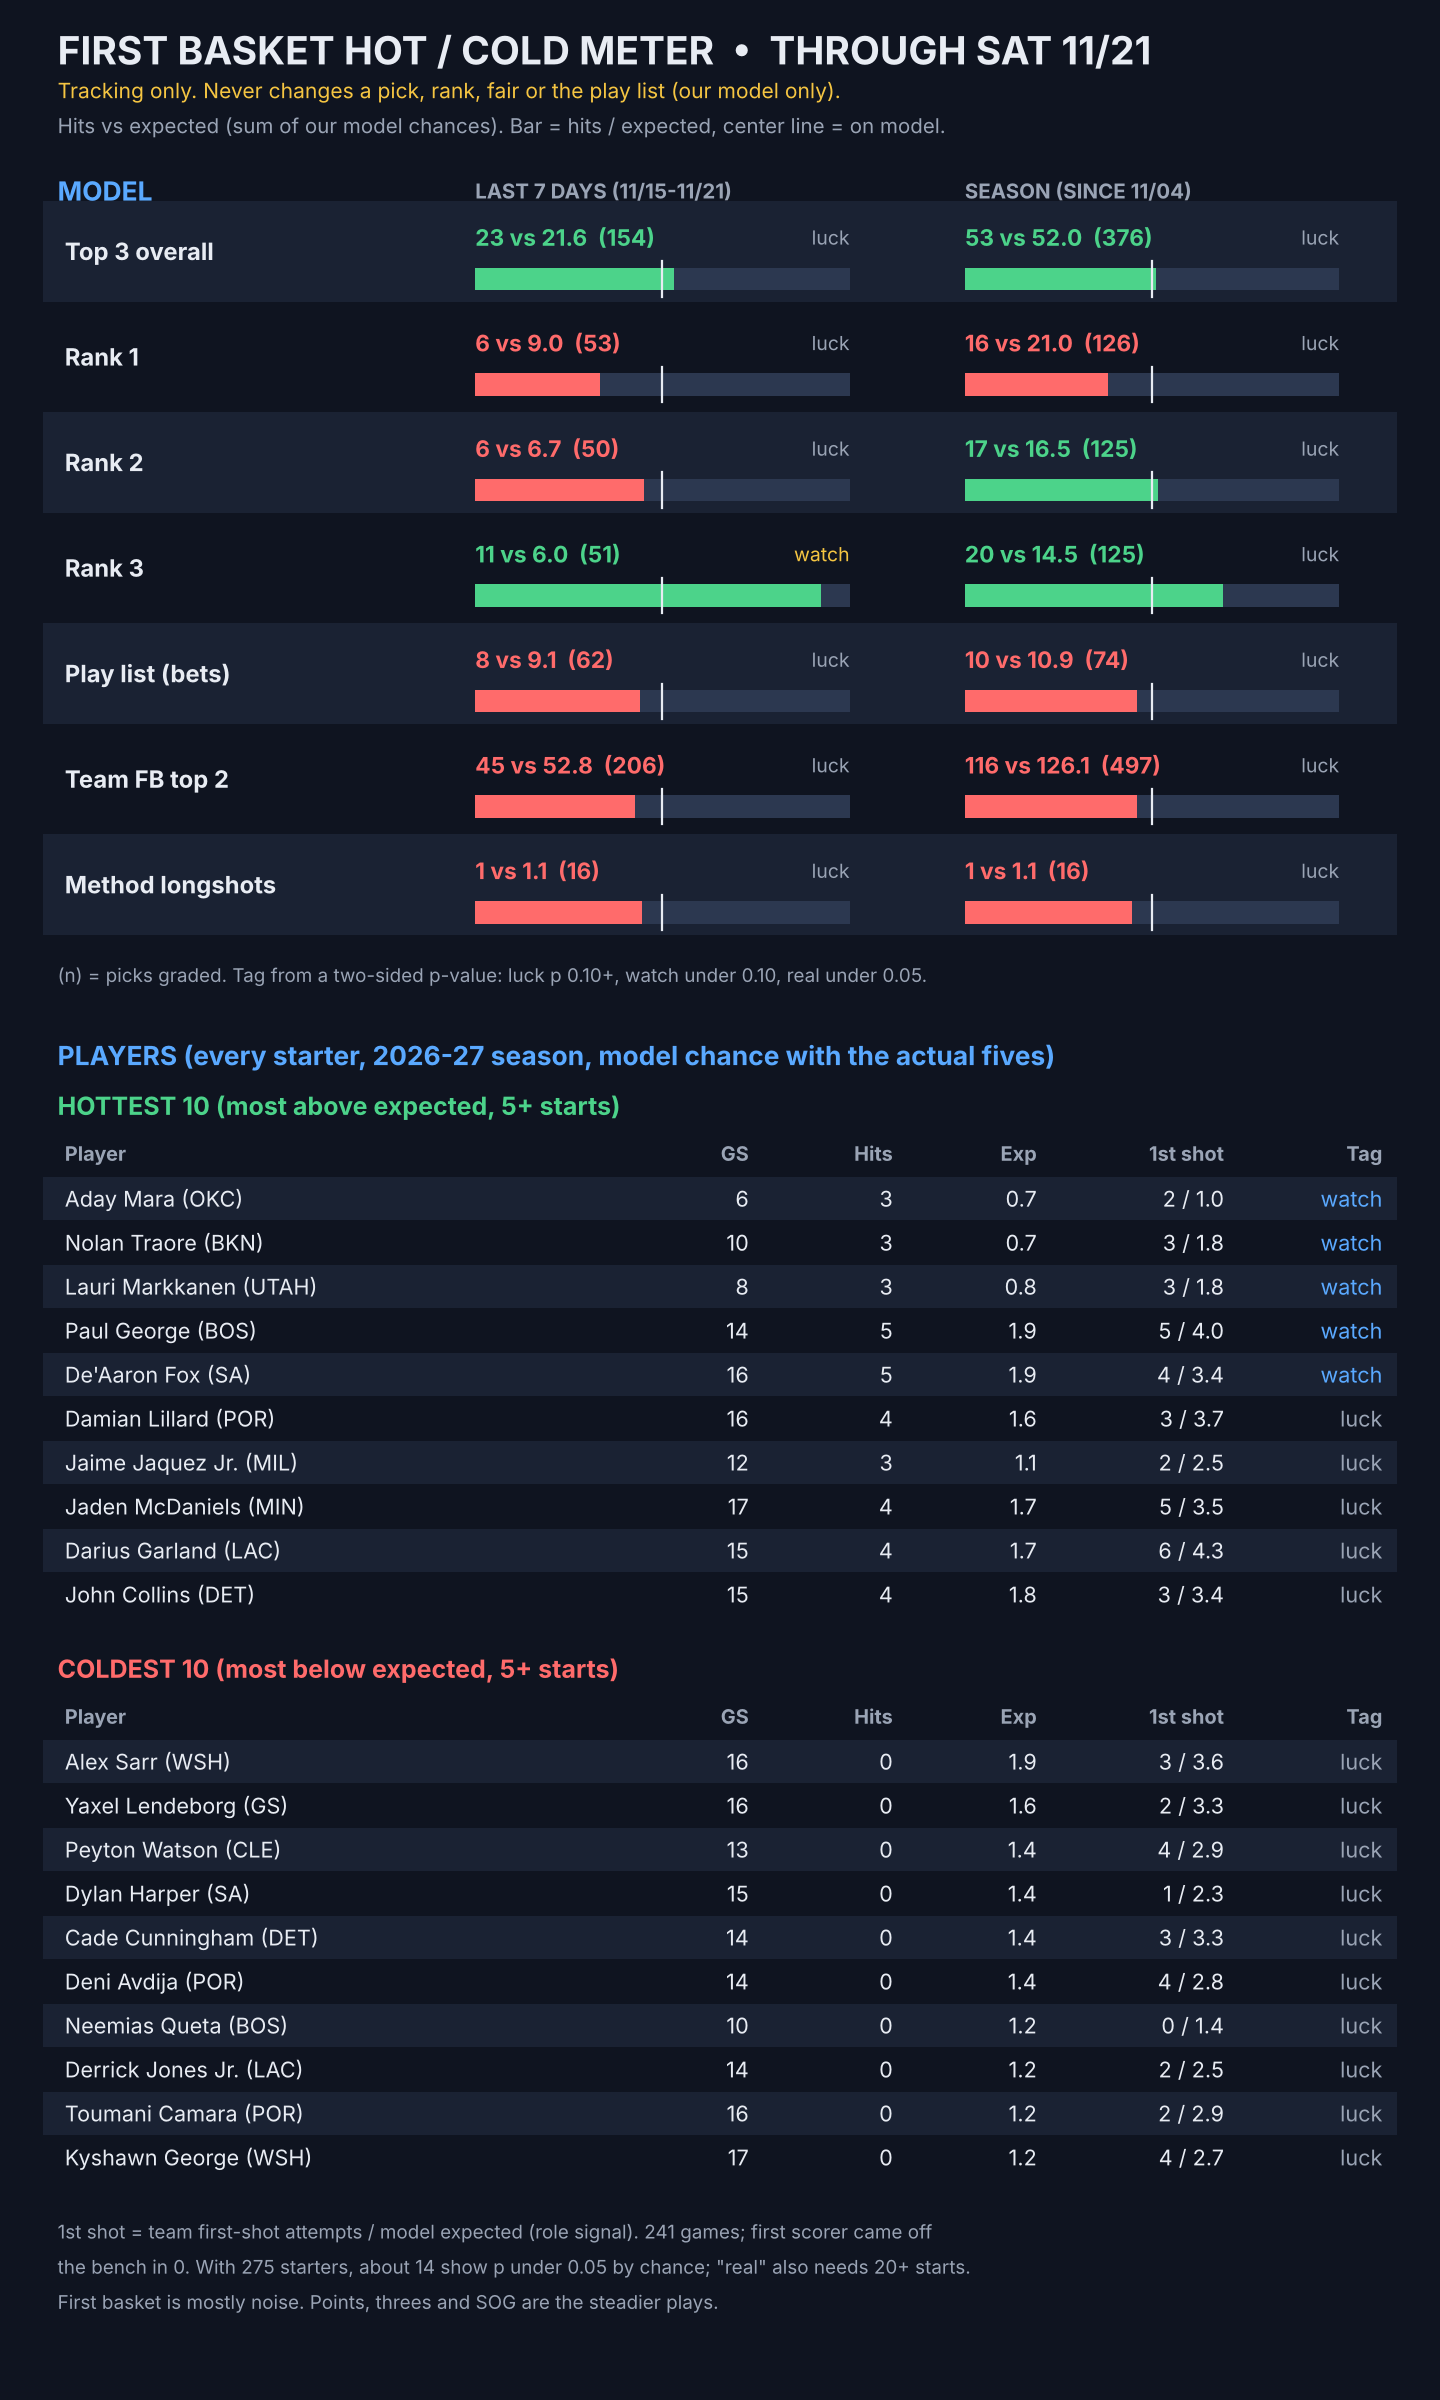 FIRST BASKET HOT / COLD METER • THROUGH SAT 11/21
Tracking only. Never changes a pick, rank, fair or the play list (our model only).
Hits vs expected (sum of our model chances). Bar = hits / expected, center line = on model.
MODEL LAST 7 DAYS (11/15-11/21) SEASON (SINCE 11/04)
Top 3 overall 23 vs 21.6 (154) luck 53 vs 52.0 (376) luck
Rank 1 6 vs 9.0 (53) luck 16 vs 21.0 (126) luck
Rank 2 6 vs 6.7 (50) luck 17 vs 16.5 (125) luck
Rank 3 11 vs 6.0 (51) watch 20 vs 14.5 (125) luck
Play list (bets) 8 vs 9.1 (62) luck 10 vs 10.9 (74) luck
Team FB top 2 45 vs 52.8 (206) luck 116 vs 126.1 (497) luck
Method longshots 1 vs 1.1 (16) luck 1 vs 1.1 (16) luck
(n) = picks graded. Tag from a two-sided p-value: luck p 0.10+, watch under 0.10, real under 0.05.
PLAYERS (every starter, 2026-27 season, model chance with the actual fives)
HOTTEST 10 (most above expected, 5+ starts)
Player GS Hits Exp 1st shot Tag
Aday Mara (OKC) 6 3 0.7 2 / 1.0 watch
Nolan Traore (BKN) 10 3 0.7 3 / 1.8 watch
Lauri Markkanen (UTAH) 8 3 0.8 3 / 1.8 watch
Paul George (BOS) 14 5 1.9 5 / 4.0 watch
De'Aaron Fox (SA) 16 5 1.9 4 / 3.4 watch
Damian Lillard (POR) 16 4 1.6 3 / 3.7 luck
Jaime Jaquez Jr. (MIL) 12 3 1.1 2 / 2.5 luck
Jaden McDaniels (MIN) 17 4 1.7 5 / 3.5 luck
Darius Garland (LAC) 15 4 1.7 6 / 4.3 luck
John Collins (DET) 15 4 1.8 3 / 3.4 luck
COLDEST 10 (most below expected, 5+ starts)
Player GS Hits Exp 1st shot Tag
Alex Sarr (WSH) 16 0 1.9 3 / 3.6 luck
Yaxel Lendeborg (GS) 16 0 1.6 2 / 3.3 luck
Peyton Watson (CLE) 13 0 1.4 4 / 2.9 luck
Dylan Harper (SA) 15 0 1.4 1 / 2.3 luck
Cade Cunningham (DET) 14 0 1.4 3 / 3.3 luck
Deni Avdija (POR) 14 0 1.4 4 / 2.8 luck
Neemias Queta (BOS) 10 0 1.2 0 / 1.4 luck
Derrick Jones Jr. (LAC) 14 0 1.2 2 / 2.5 luck
Toumani Camara (POR) 16 0 1.2 2 / 2.9 luck
Kyshawn George (WSH) 17 0 1.2 4 / 2.7 luck
1st shot = team first-shot attempts / model expected (role signal). 241 games; first scorer came off
the bench in 0. With 275 starters, about 14 show p under 0.05 by chance; "real" also needs 20+ starts.
First basket is mostly noise. Points, threes and SOG are the steadier plays.